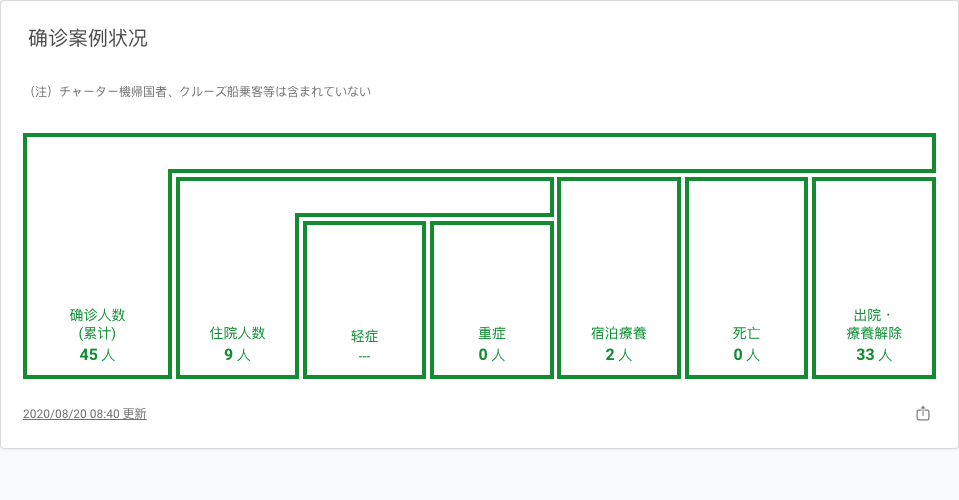 确诊案例状况
（注）チャーター機帰国者、クルーズ船乗客等は含まれていない
确诊人数
(累计)
45 人
住院人数
9 人
轻症
---
重症
0 人
宿泊療養
2 人
死亡
0 人
出院・
療養解除
33 人
2020/08/20 08:40 更新